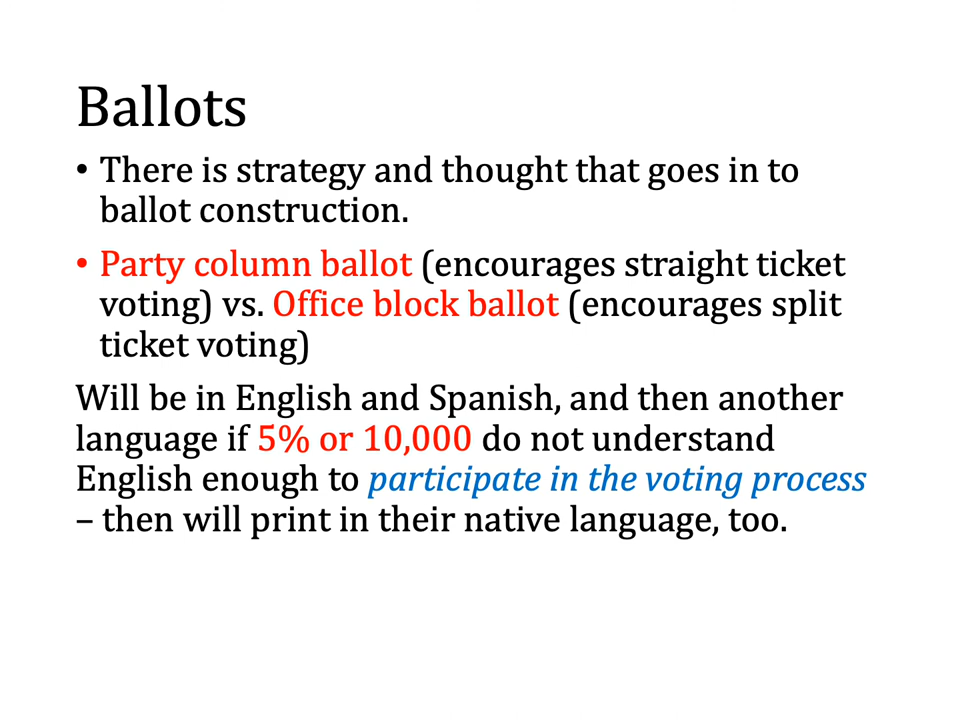 Ballots
• There is strategy and thought that goes in to
ballot construction.
• Party column ballot (encourages straight ticket
voting) vs. Office block ballot (encourages split
ticket voting)
Will be in English and Spanish, and then another
language if 5% or 10,000 do not understand
English enough to participate in the voting process
– then will print in their native language, too.